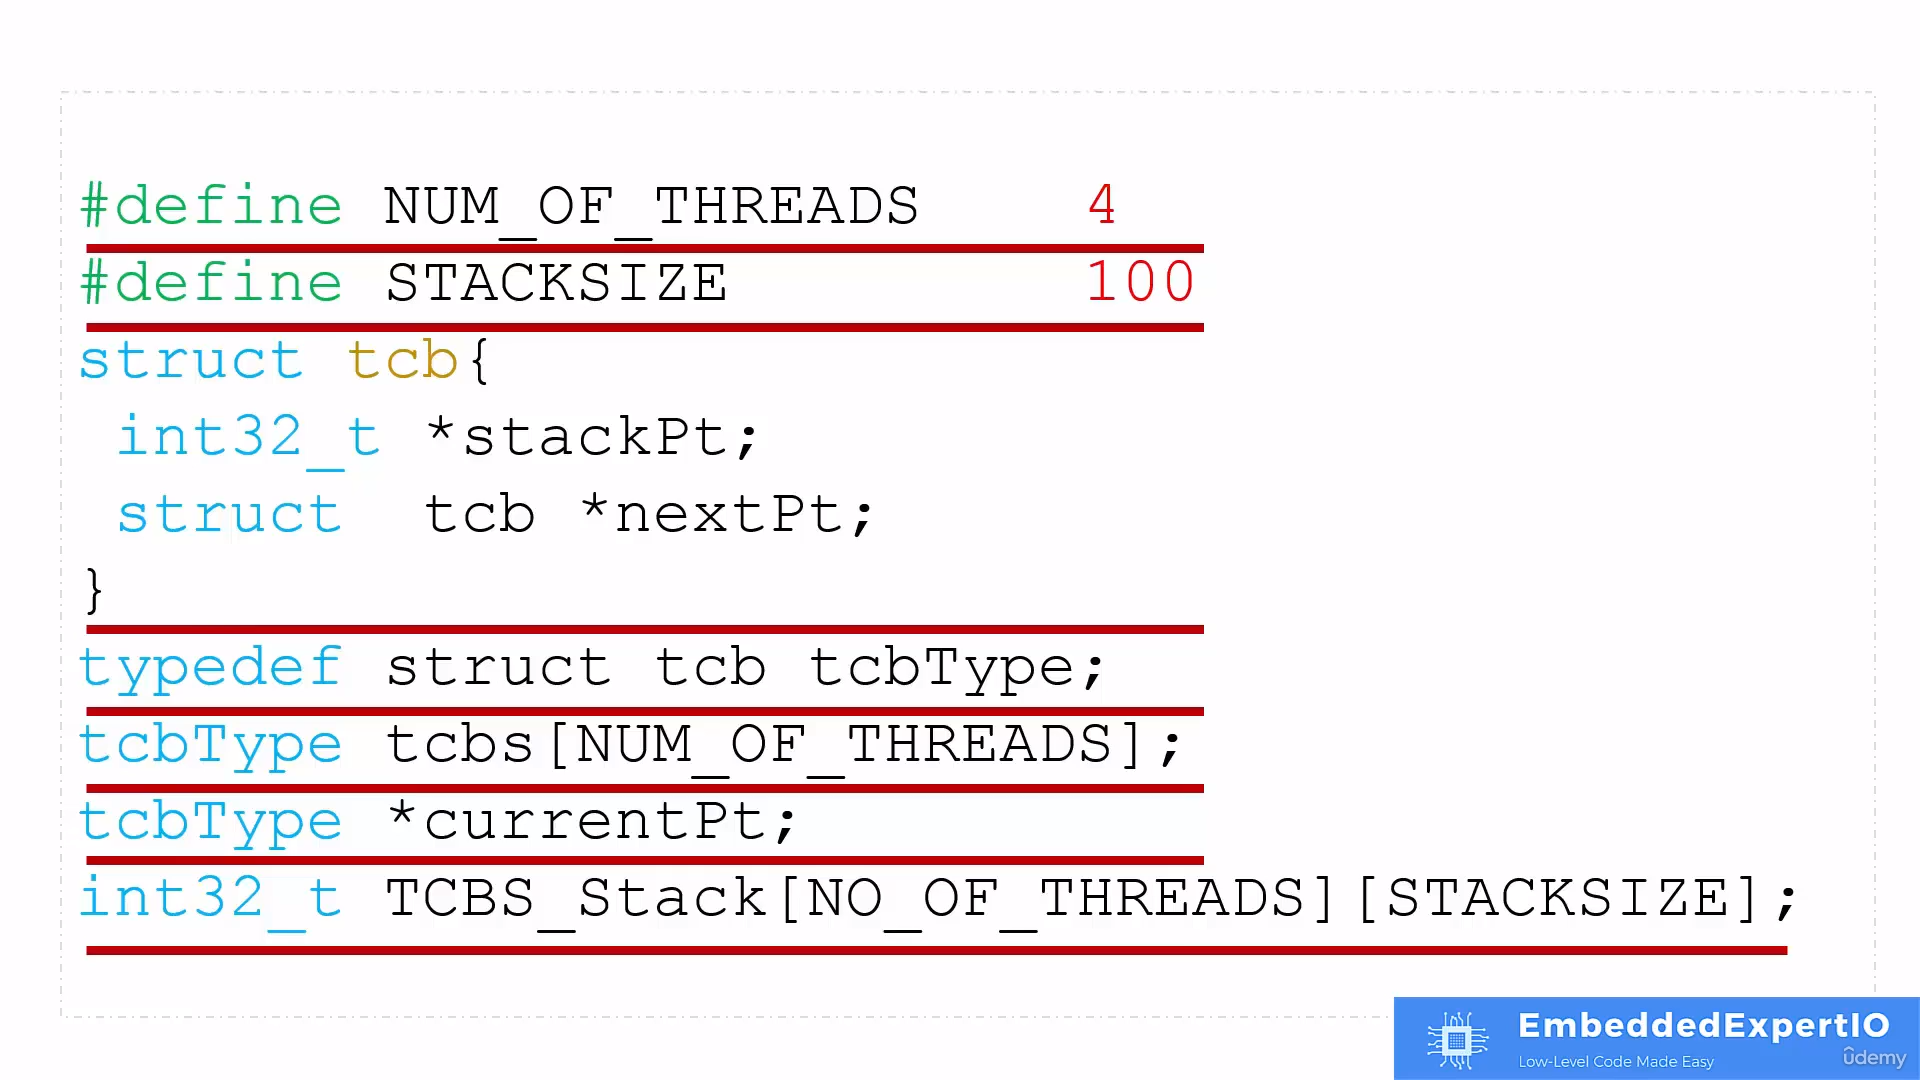 #define NUM_OF_THREADS 4
#define STACKSIZE 100
struct tcb{
int32_t *stackPt;
struct tcb *nextPt;
}
typedef struct tcb tcbType;
tcbType tcbs[NUM_OF_THREADS];
tcbType *currentPt;
int32_t TCBS_Stack[NO_OF_THREADS][STACKSIZE];
EmbeddedExpertIO
Low-Level Code Made Easy
ûdemy